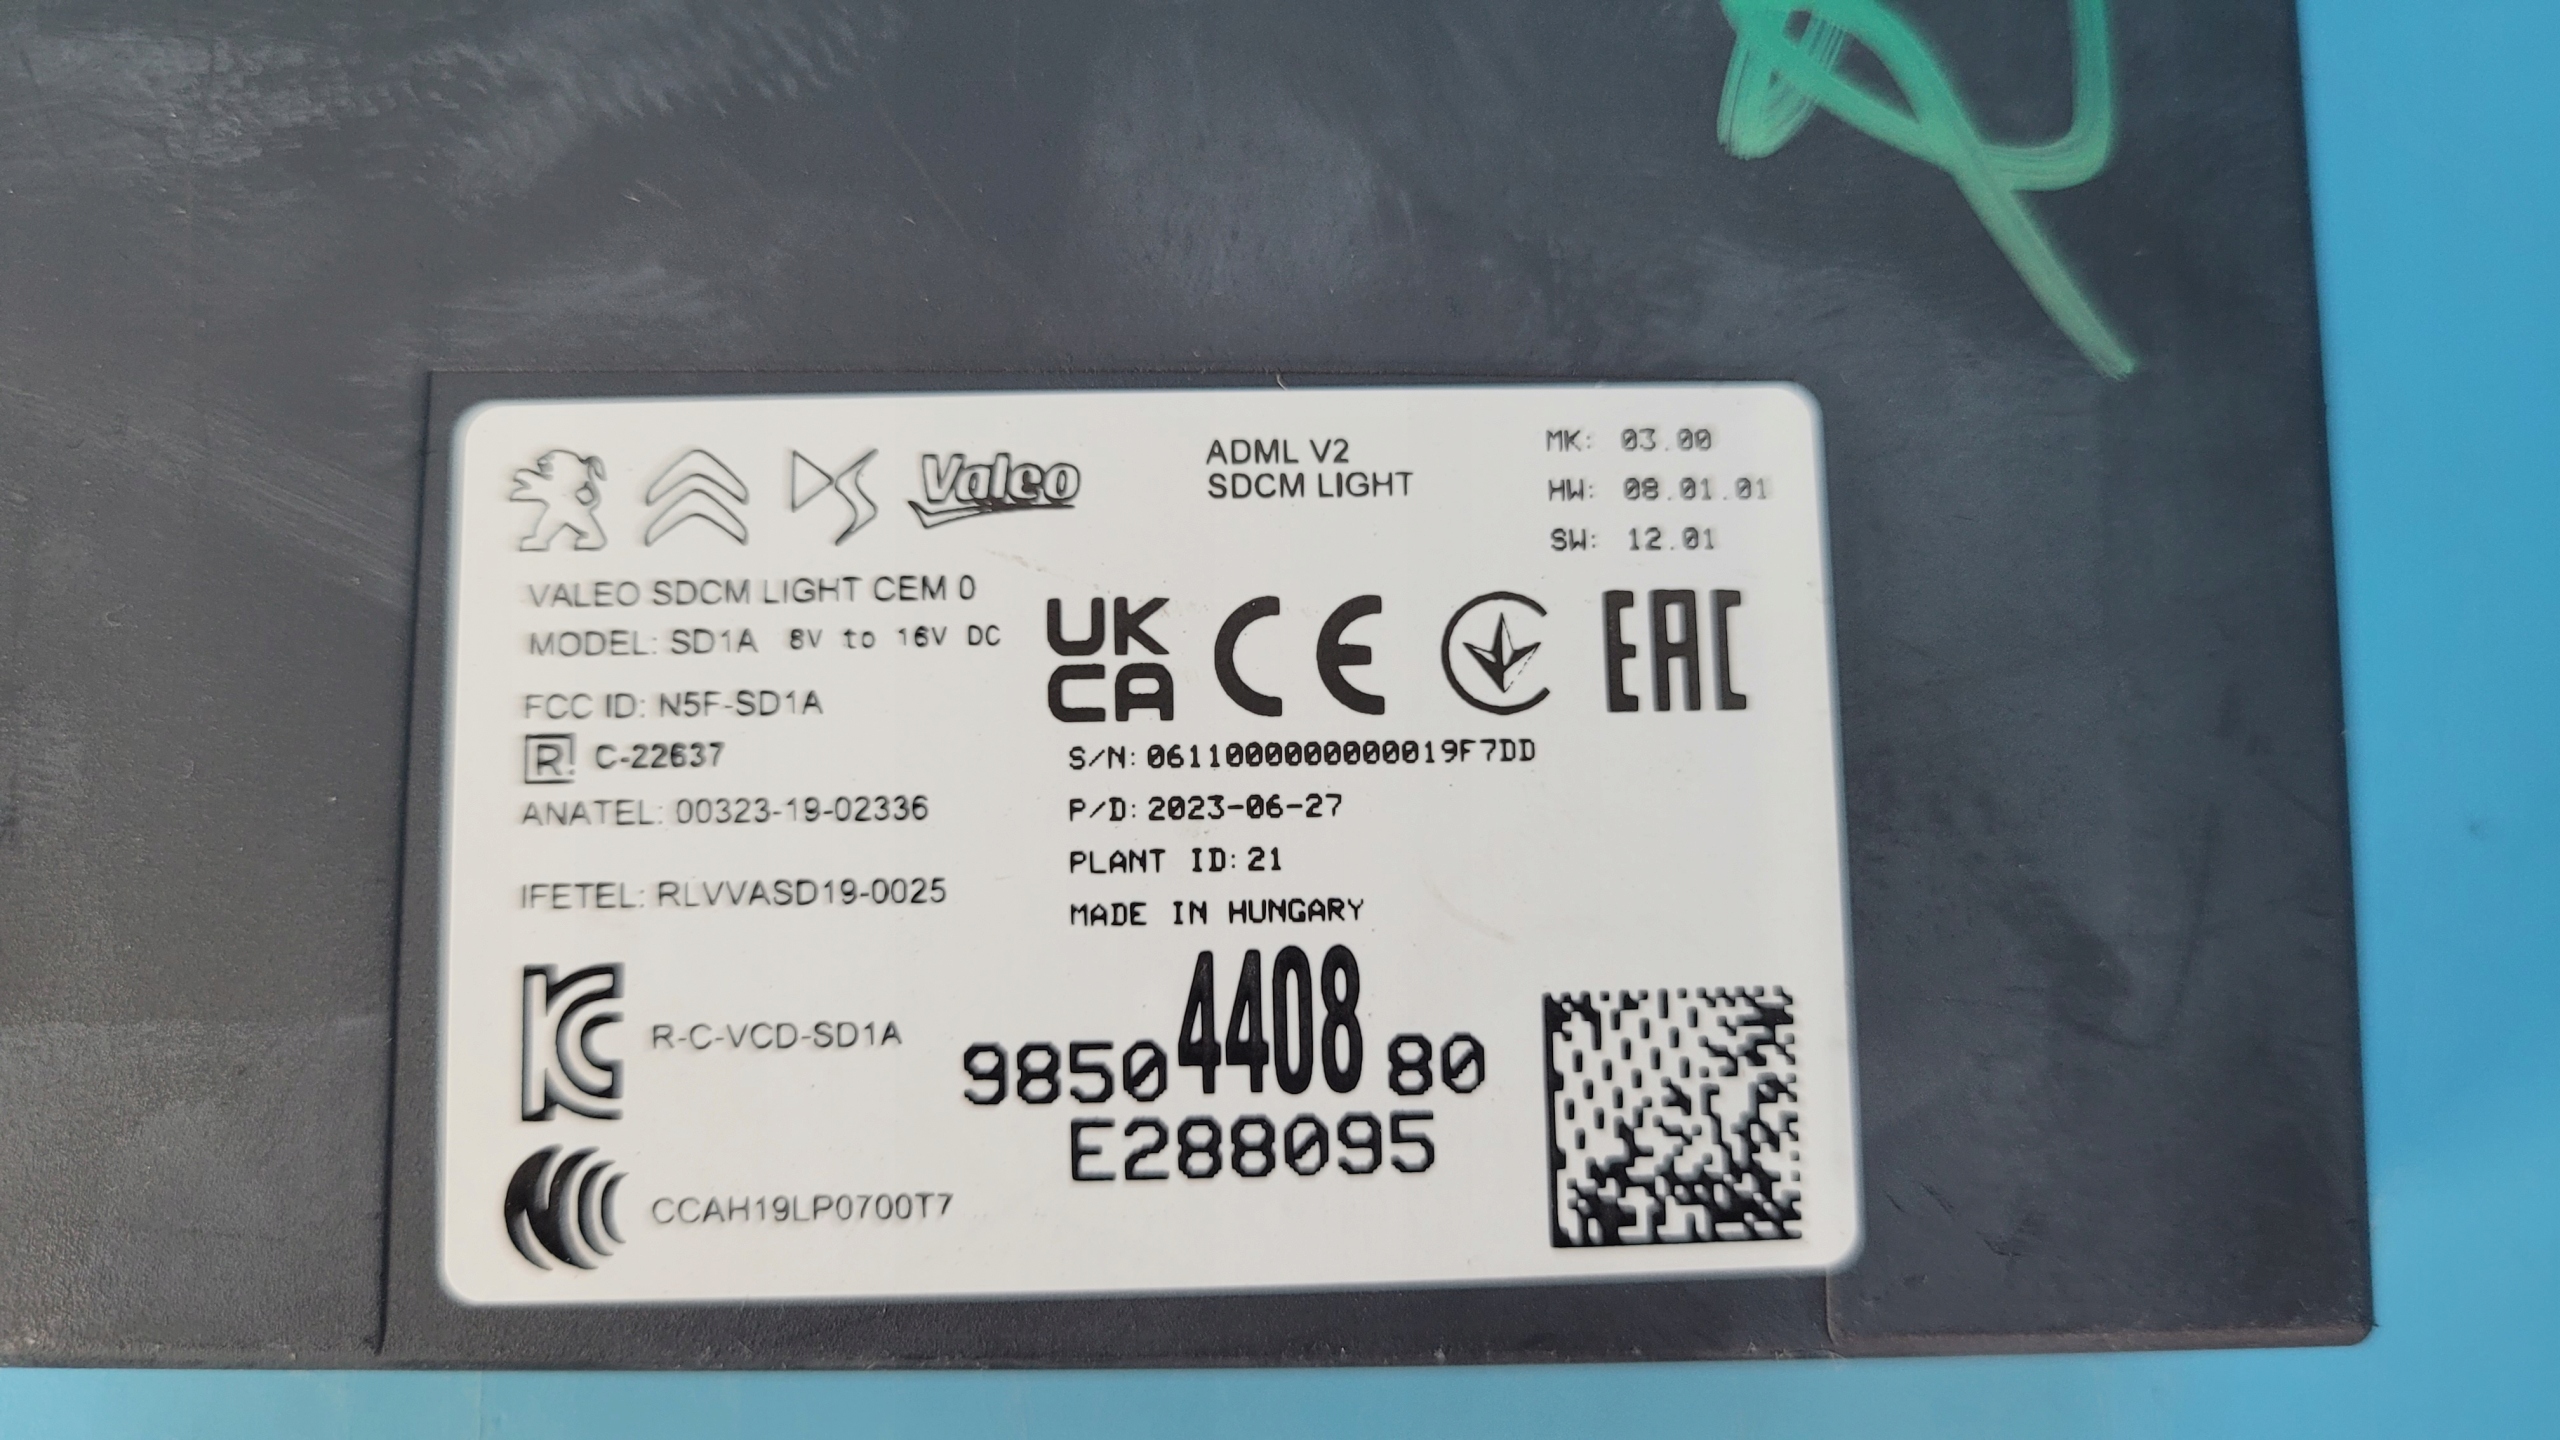 Valeo
ADML V2
SDCM LIGHT
MK: 03.00
HW: 08.01.01
SW: 12.01
VALEO SDCM LIGHT CEM 0
MODEL: SD1A 8V to 16V DC
UK
CA
CE
EAC
FCC ID: N5F-SD1A
R C-22637
ANATEL: 00323-19-02336
IFETEL: RLVVASD19-0025
S/N: 0611000000000019F7DD
P/D: 2023-06-27
PLANT ID: 21
MADE IN HUNGARY
R-C-VCD-SD1A
98504408 80
E288095
CCAH19LP0700T7